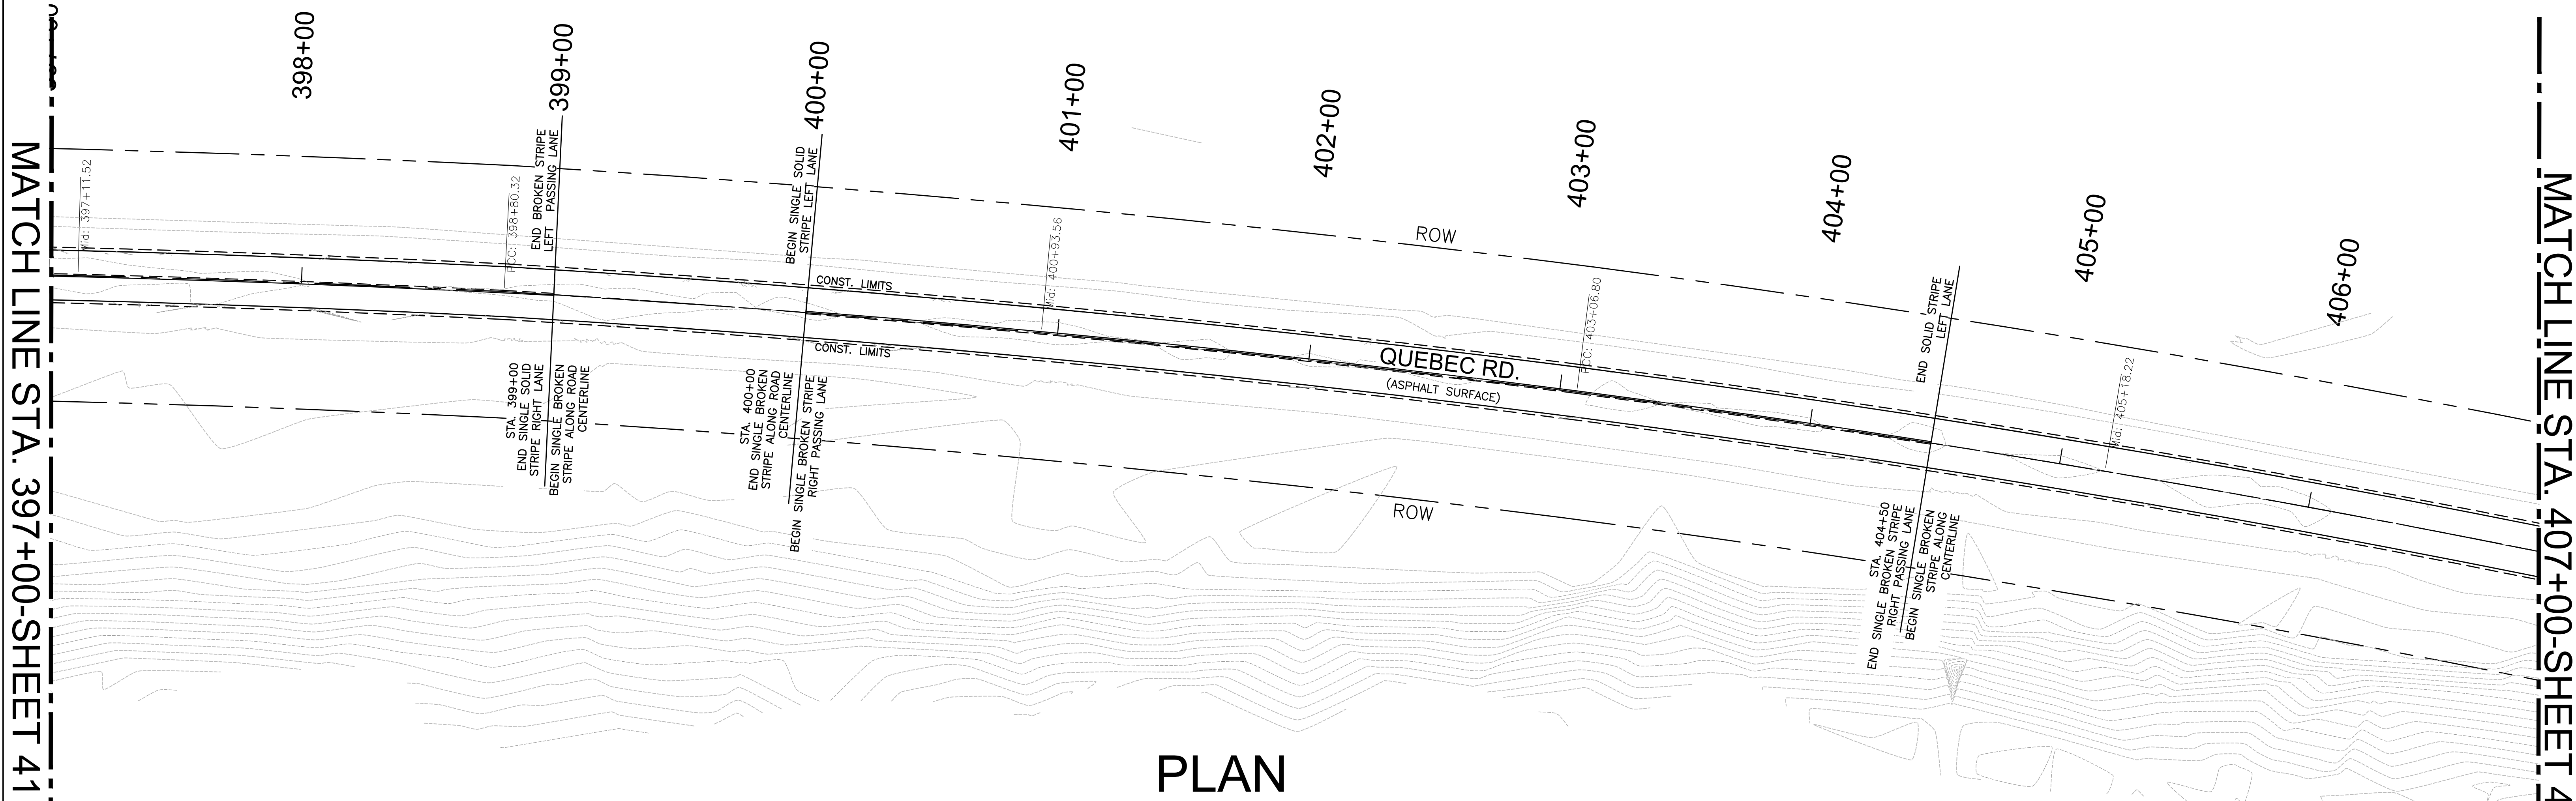 MATCH LINE STA. 397+00-SHEET 41
398+00
399+00
400+00
401+00
402+00
403+00
404+00
405+00
406+00
Mid: 397+11.52
PCC: 398+80.32
END BROKEN STRIPE
LEFT PASSING LANE
BEGIN SINGLE SOLID
STRIPE LEFT LANE
Mid: 400+93.56
PCC: 403+06.80
END SOLID STRIPE
LEFT LANE
Mid: 405+18.22
ROW
CONST. LIMITS
CONST. LIMITS
QUEBEC RD.
(ASPHALT SURFACE)
ROW
STA. 399+00
END SINGLE SOLID
STRIPE RIGHT LANE
BEGIN SINGLE BROKEN
STRIPE ALONG ROAD
CENTERLINE
STA. 400+00
END SINGLE BROKEN
STRIPE ALONG ROAD
CENTERLINE
BEGIN SINGLE BROKEN STRIPE
RIGHT PASSING LANE
STA. 404+50
END SINGLE BROKEN STRIPE
RIGHT PASSING LANE
BEGIN SINGLE BROKEN
STRIPE ALONG
CENTERLINE
MATCH LINE STA. 407+00-SHEET
PLAN